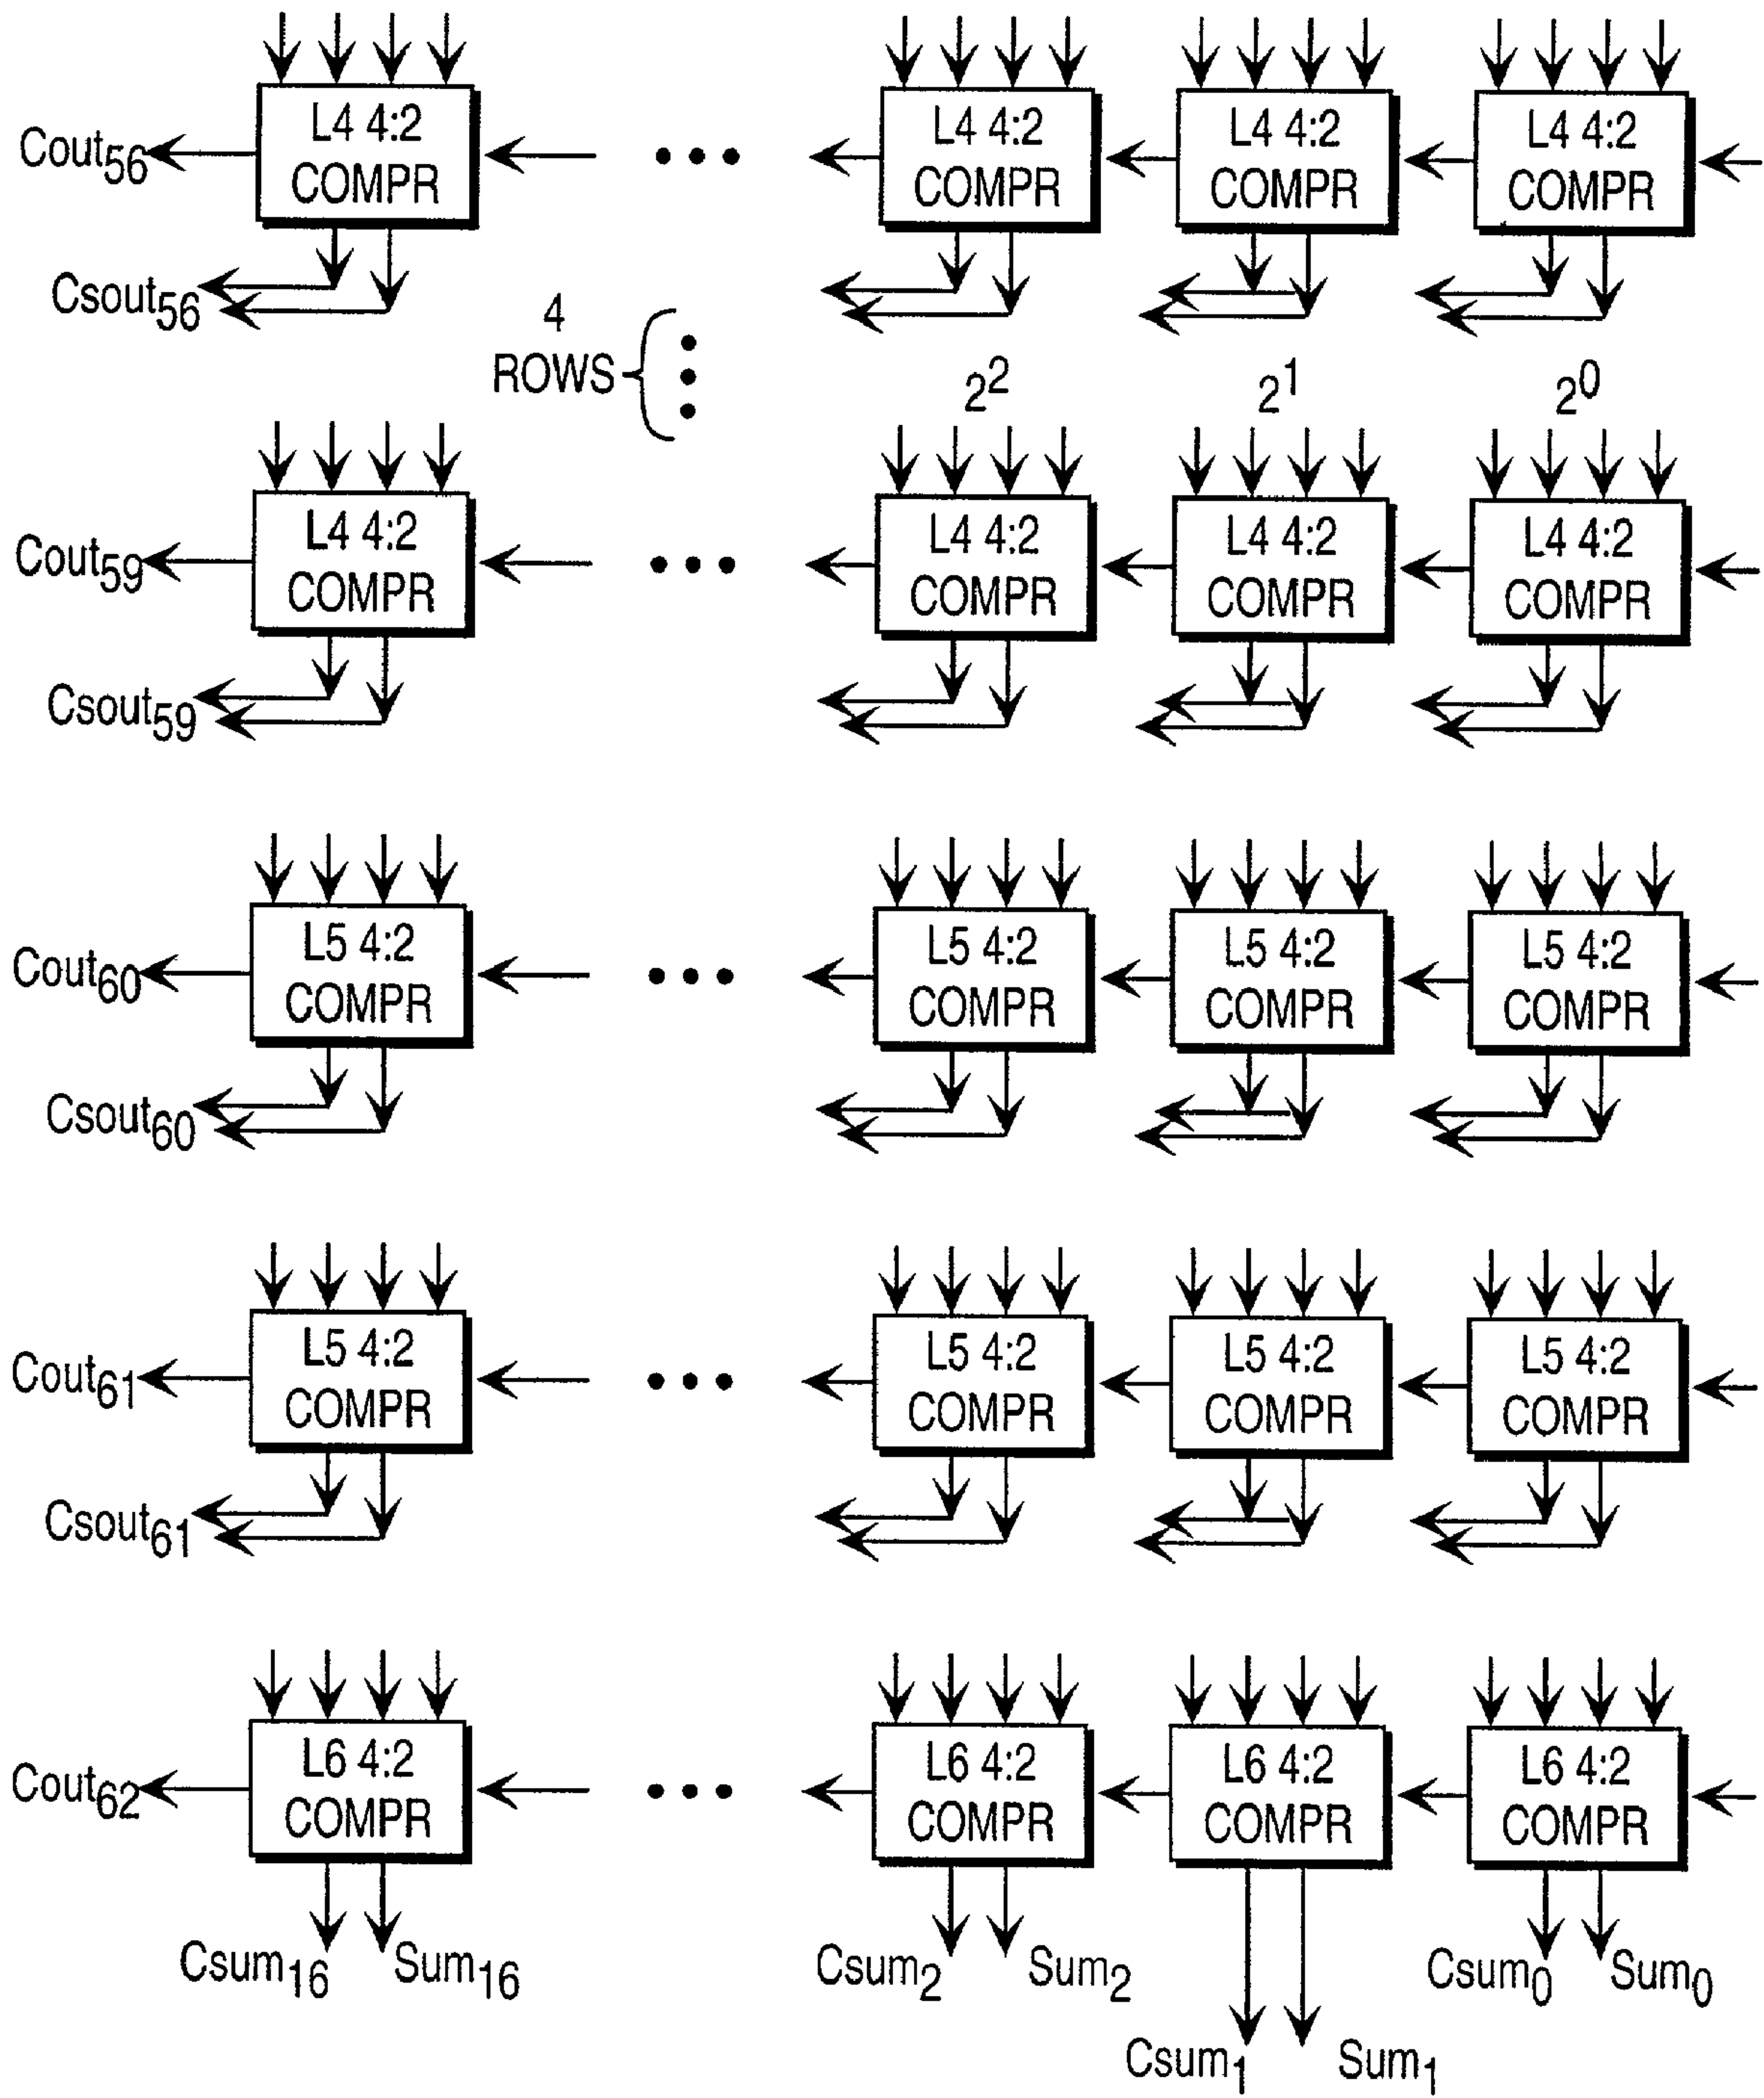 L4 4:2 COMPR
L4 4:2 COMPR
L4 4:2 COMPR
L4 4:2 COMPR
Cout56
Csout56
4 ROWS
2^2
2^1
2^0
L4 4:2 COMPR
L4 4:2 COMPR
L4 4:2 COMPR
L4 4:2 COMPR
Cout59
Csout59
L5 4:2 COMPR
L5 4:2 COMPR
L5 4:2 COMPR
L5 4:2 COMPR
Cout60
Csout60
L5 4:2 COMPR
L5 4:2 COMPR
L5 4:2 COMPR
L5 4:2 COMPR
Cout61
Csout61
L6 4:2 COMPR
L6 4:2 COMPR
L6 4:2 COMPR
L6 4:2 COMPR
Cout62
Csum16
Sum16
Csum2
Sum2
Csum0
Sum0
Csum1
Sum1